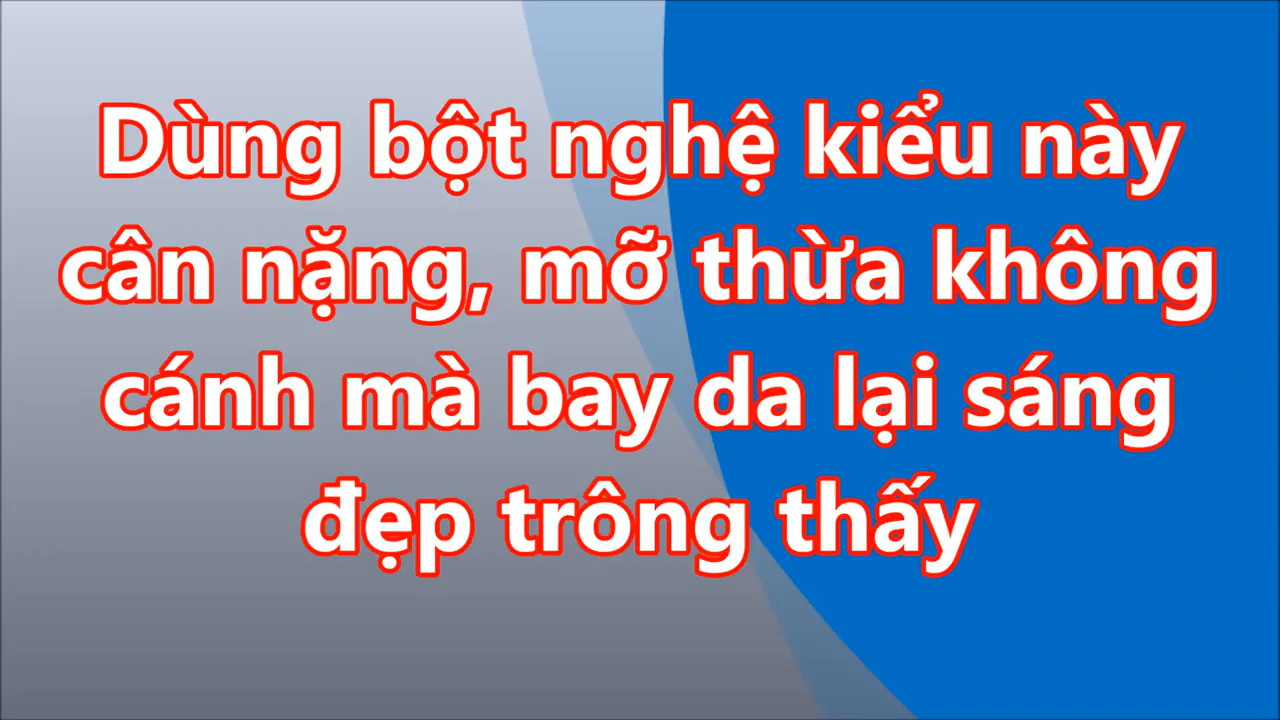 Dùng bột nghệ kiểu này
cân nặng, mỡ thừa không
cánh mà bay da lại sáng
đẹp trông thấy